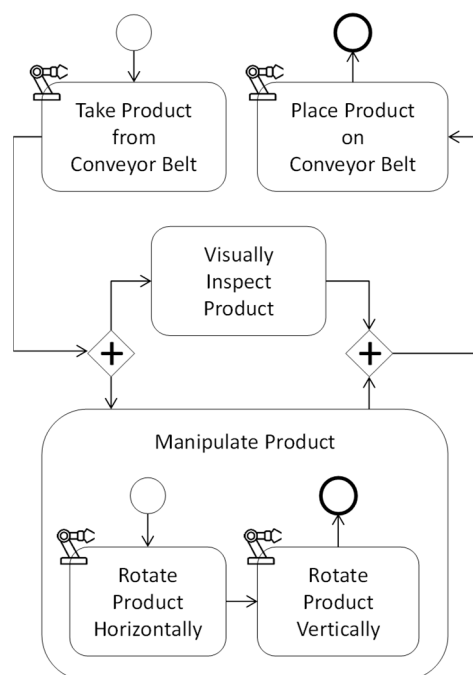 Take Product
from
Conveyor Belt
Place Product
on
Conveyor Belt
Visually
Inspect
Product
Manipulate Product
Rotate
Product
Horizontally
Rotate
Product
Vertically